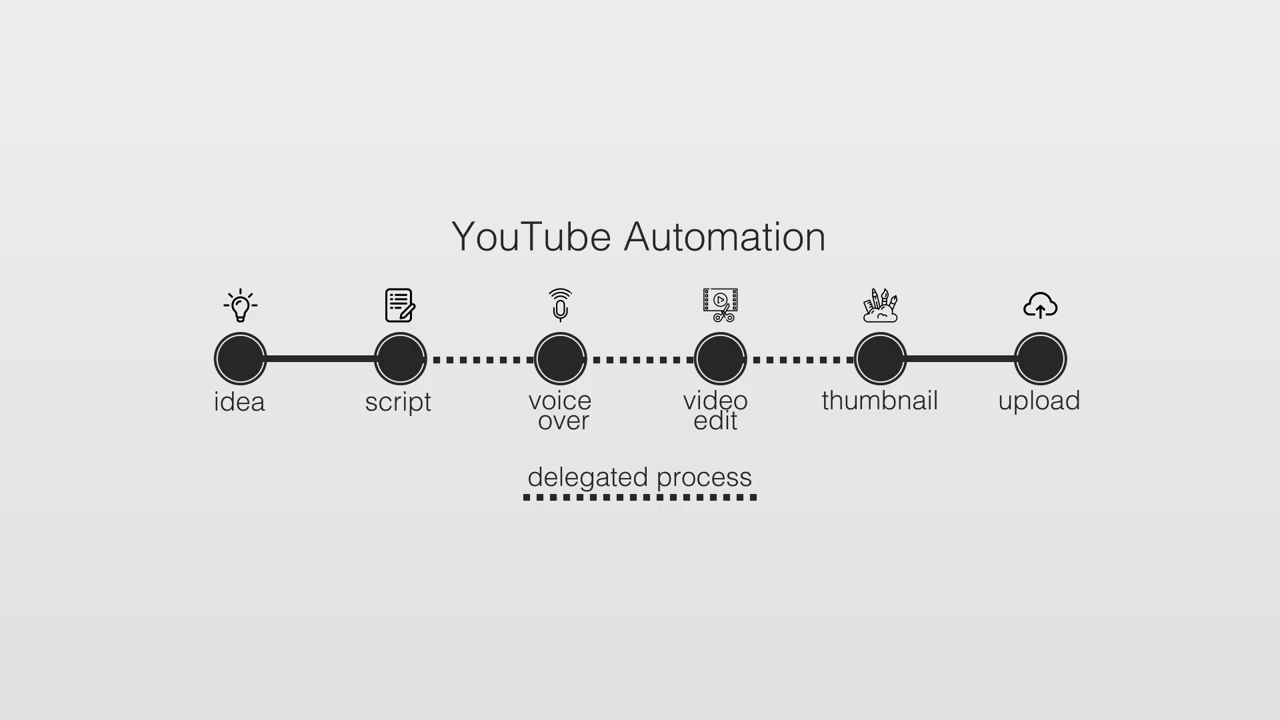 YouTube Automation
idea
script
voice
over
video
edit
thumbnail
upload
delegated process